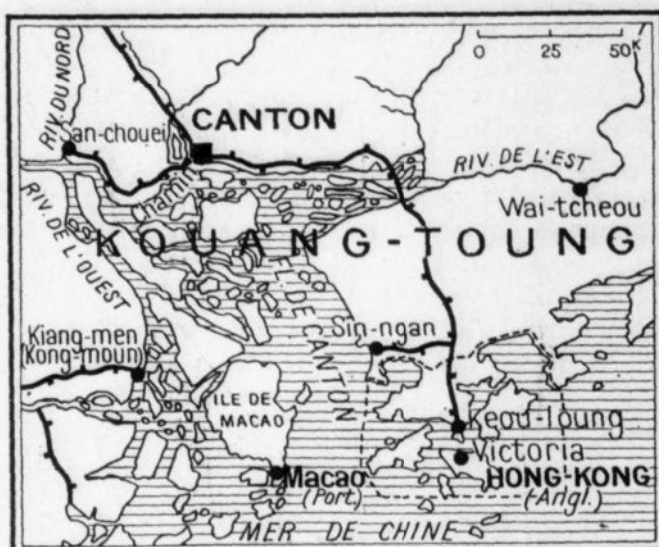 0 25 50K
RIV. DU NORD
San-chouei
CANTON
Chamin
RIV. DE L'EST
Wai-tcheou
RIV. DE L'OUEST
KOUANG-TOUNG
Kiang-men
(Kong-moun)
Sin-ngan
DE CANTON
ILE DE
MACAO
Keou-Loung
Victoria
Macao
(Port.)
HONG-KONG
(Angl.)
MER DE CHINE